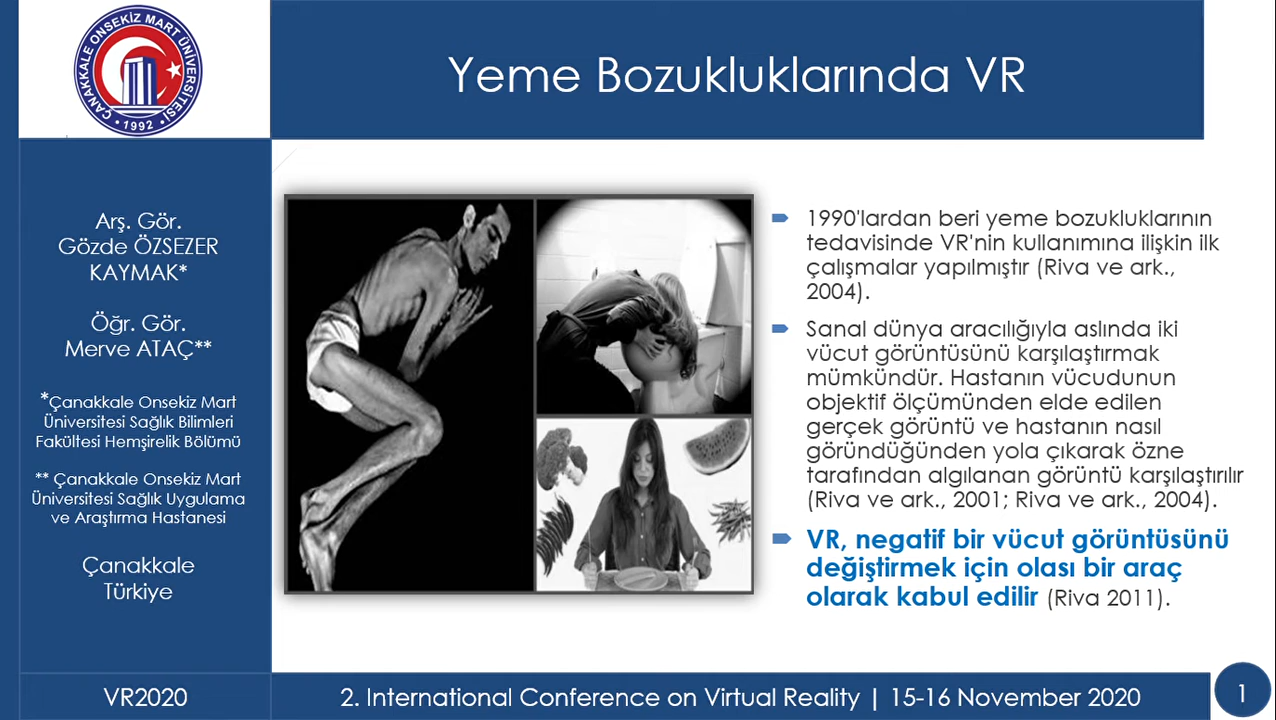 ÇANAKKALE ONSEKİZ MART ÜNİVERSİTESİ
• 1992 •
Yeme Bozukluklarında VR
Arş. Gör.
Gözde ÖZSEZER
KAYMAK*
Öğr. Gör.
Merve ATAÇ**
*Çanakkale Onsekiz Mart
Üniversitesi Sağlık Bilimleri
Fakültesi Hemşirelik Bölümü
** Çanakkale Onsekiz Mart
Üniversitesi Sağlık Uygulama
ve Araştırma Hastanesi
Çanakkale
Türkiye
1990'lardan beri yeme bozukluklarının
tedavisinde VR'nin kullanımına ilişkin ilk
çalışmalar yapılmıştır (Riva ve ark.,
2004).
Sanal dünya aracılığıyla aslında iki
vücut görüntüsünü karşılaştırmak
mümkündür. Hastanın vücudunun
objektif ölçümünden elde edilen
gerçek görüntü ve hastanın nasıl
göründüğünden yola çıkarak özne
tarafından algılanan görüntü karşılaştırılır
(Riva ve ark., 2001; Riva ve ark., 2004).
VR, negatif bir vücut görüntüsünü
değiştirmek için olası bir araç
olarak kabul edilir (Riva 2011).
VR2020
2. International Conference on Virtual Reality | 15-16 November 2020
1